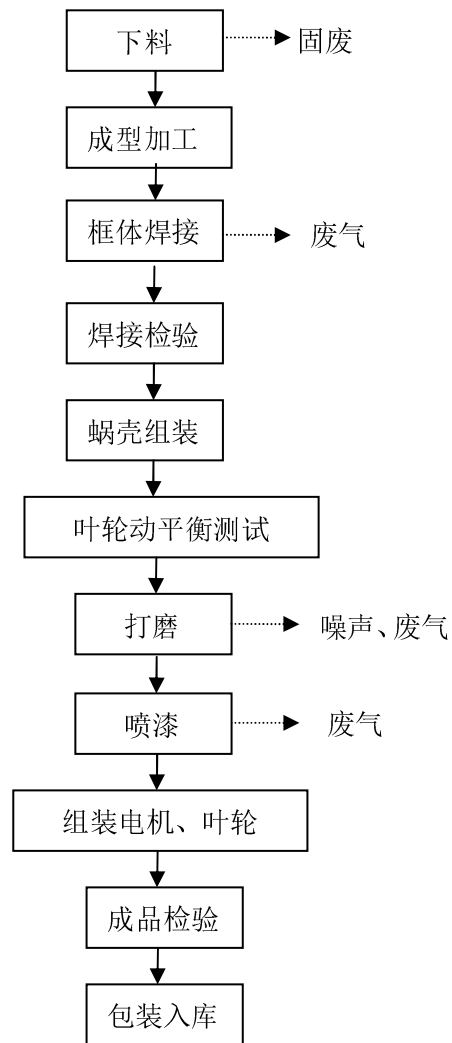 下料
固废
成型加工
框体焊接
废气
焊接检验
蜗壳组装
叶轮动平衡测试
打磨
噪声、废气
喷漆
废气
组装电机、叶轮
成品检验
包装入库